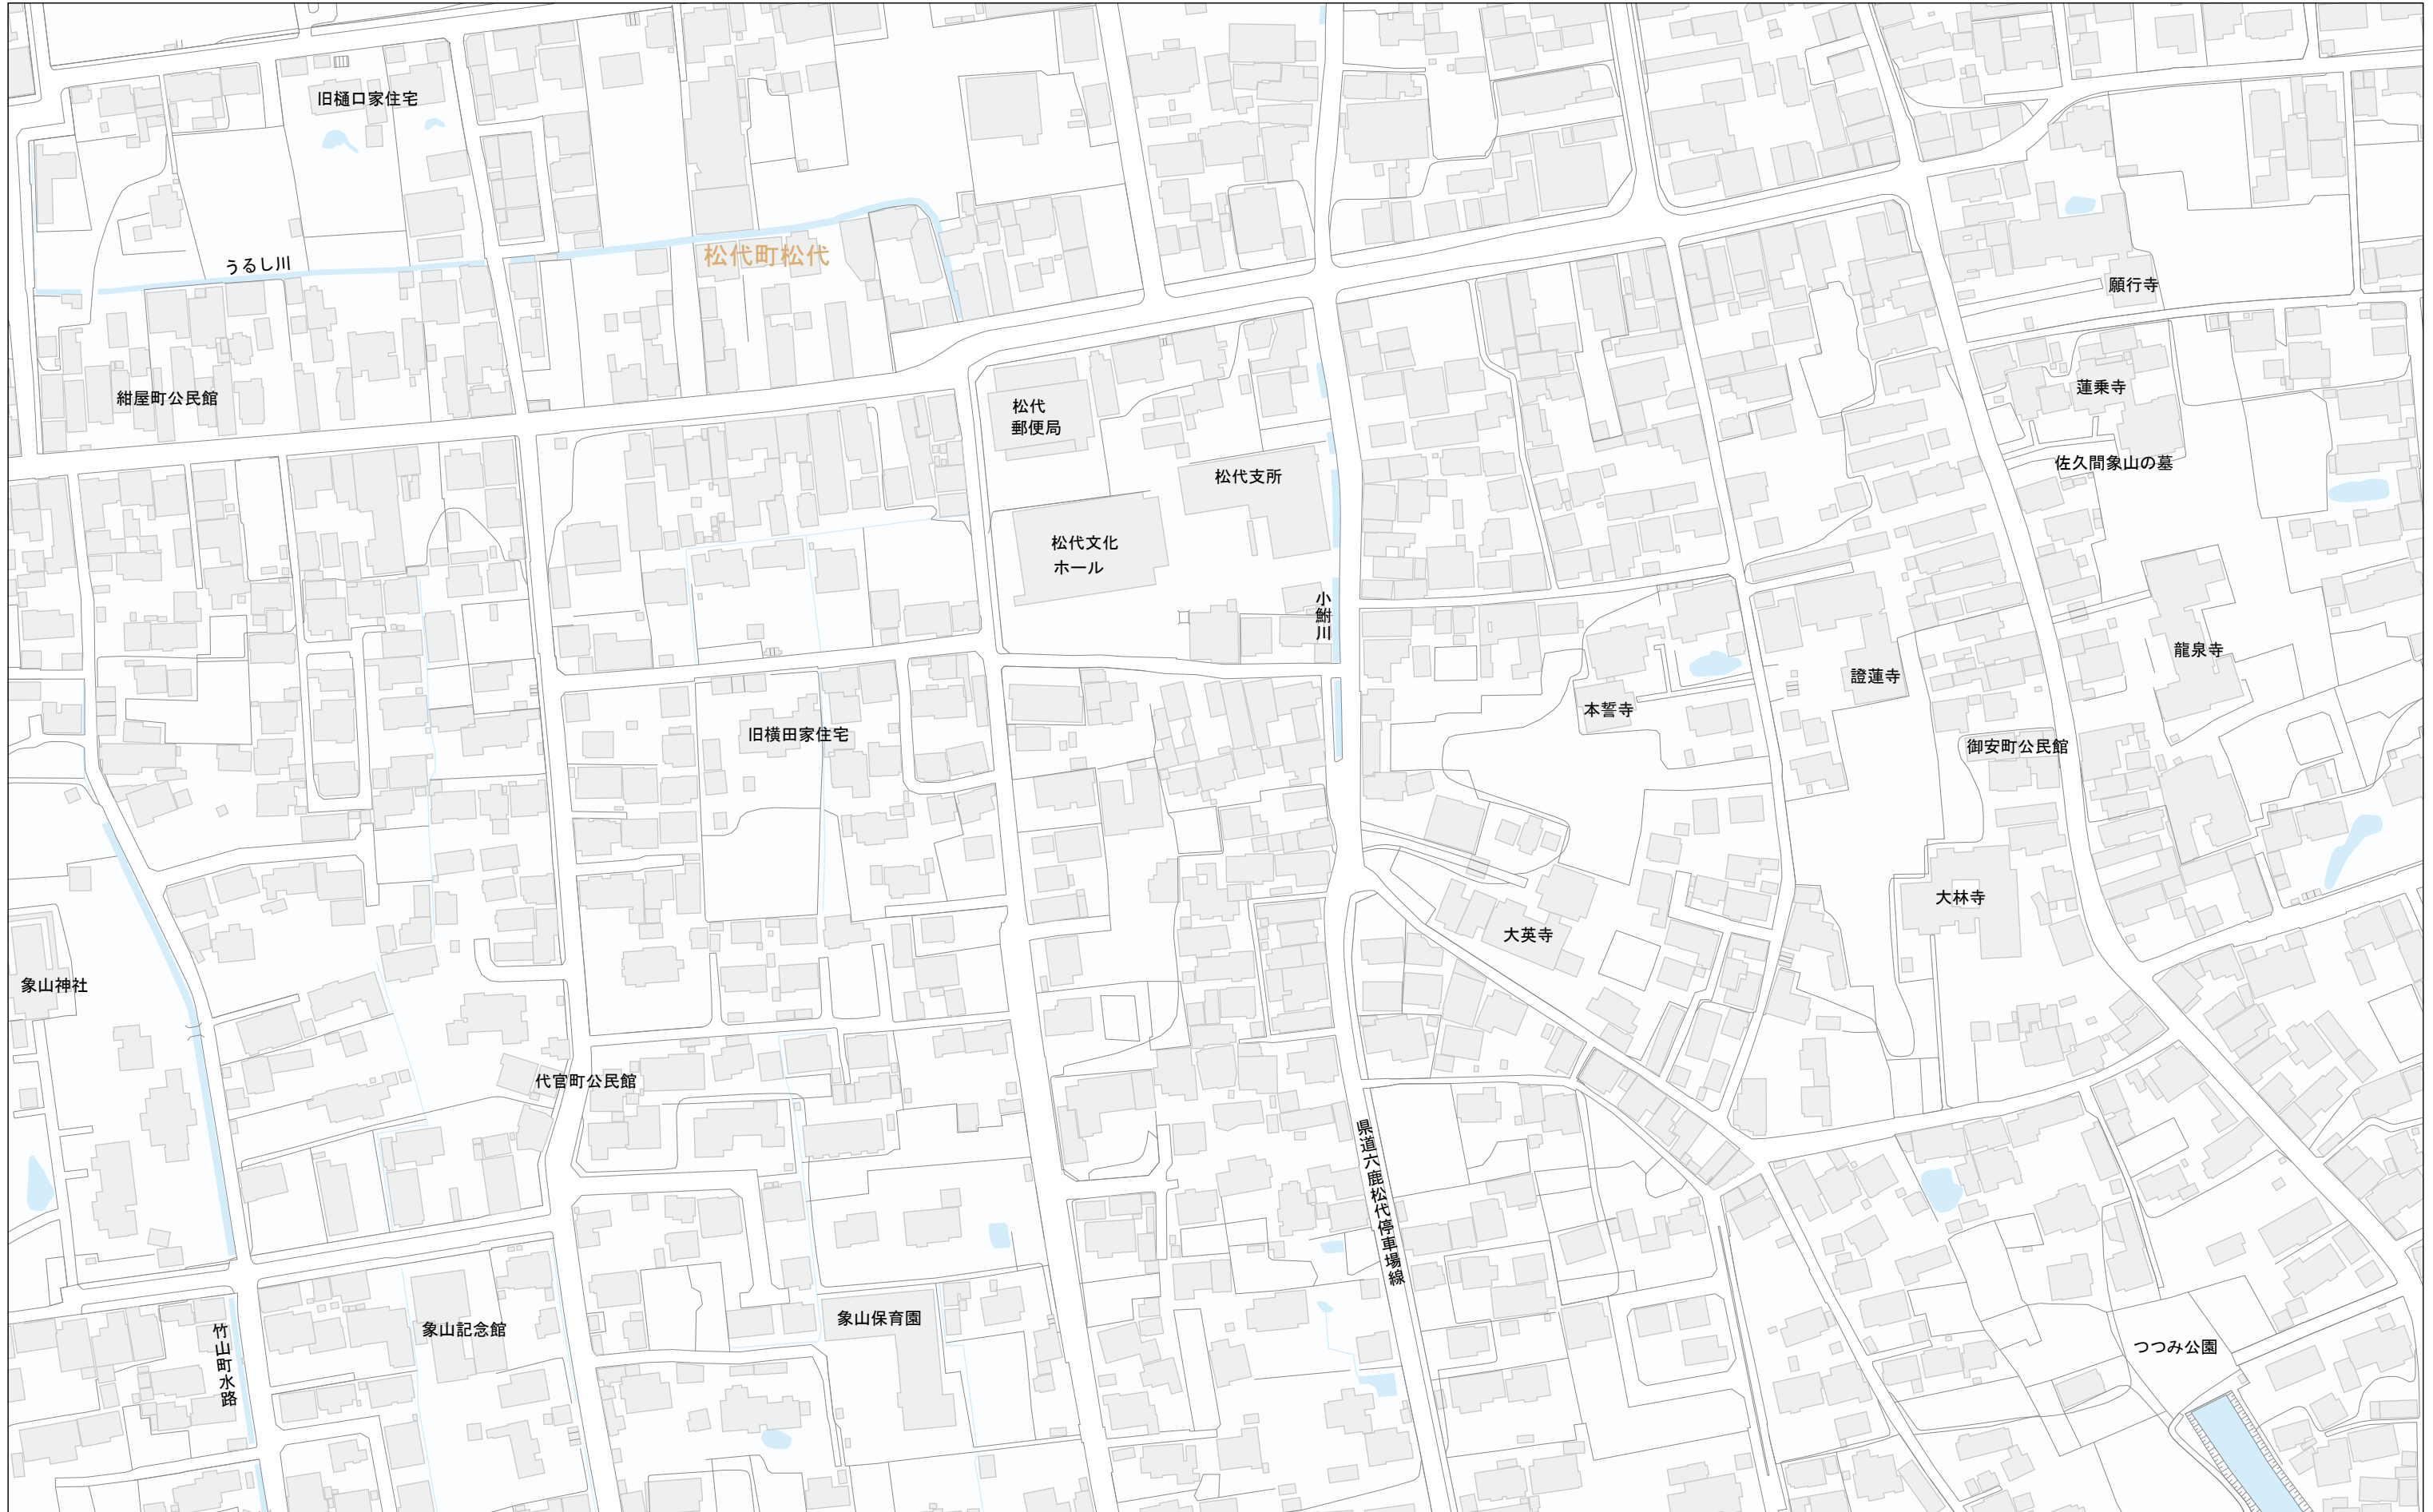 旧樋口家住宅
松代町松代
うるし川
願行寺
紺屋町公民館
松代
郵便局
蓮乗寺
松代支所
佐久間象山の墓
松代文化
ホール
小鮒川
龍泉寺
證蓮寺
本誓寺
旧横田家住宅
御安町公民館
大林寺
大英寺
象山神社
代官町公民館
県道六鹿松代停車場線
象山記念館
象山保育園
竹山町水路
つつみ公園